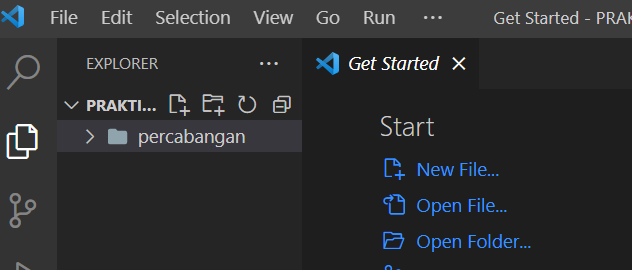 File Edit Selection View Go Run ··· Get Started - PRAK
EXPLORER ···
Get Started
PRAKTI...
percabangan
Start
New File...
Open File...
Open Folder...